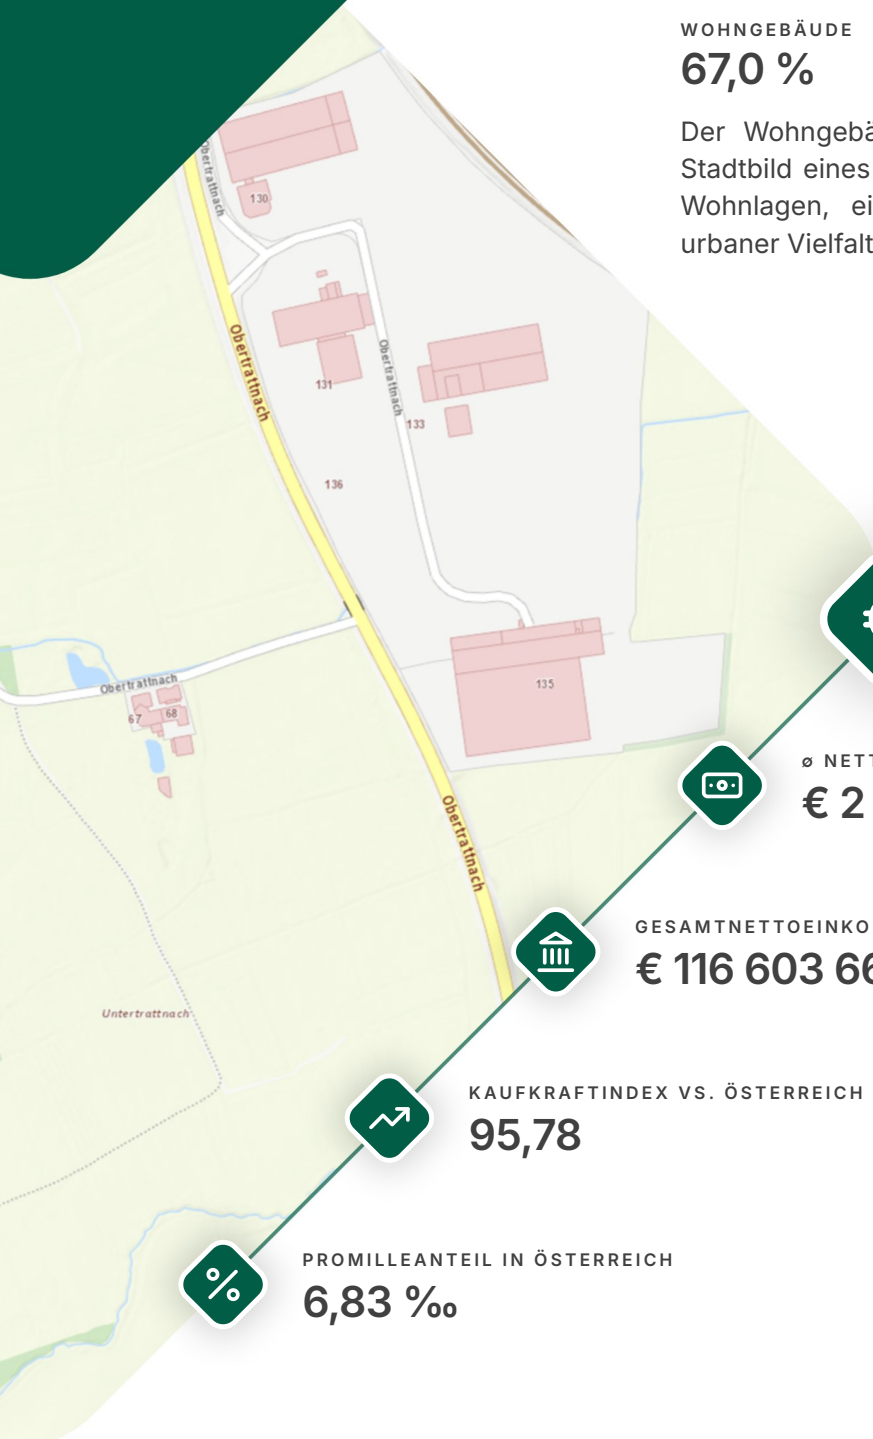 WOHNGEBÄUDE
67,0 %
Der Wohngebä
Stadtbild eines
Wohnlagen, ei
urbaner Vielfalt
Obertrattnach
130
Obertrattnach
131
Obertrattnach
133
136
Obertrattnach
67
68
135
Obertrattnach
Untertrattnach
ø NETT
€ 2
GESAMTNETTOEINKO
€ 116 603 66
KAUFKRAFTINDEX VS. ÖSTERREICH
95,78
PROMILLEANTEIL IN ÖSTERREICH
6,83 ‰